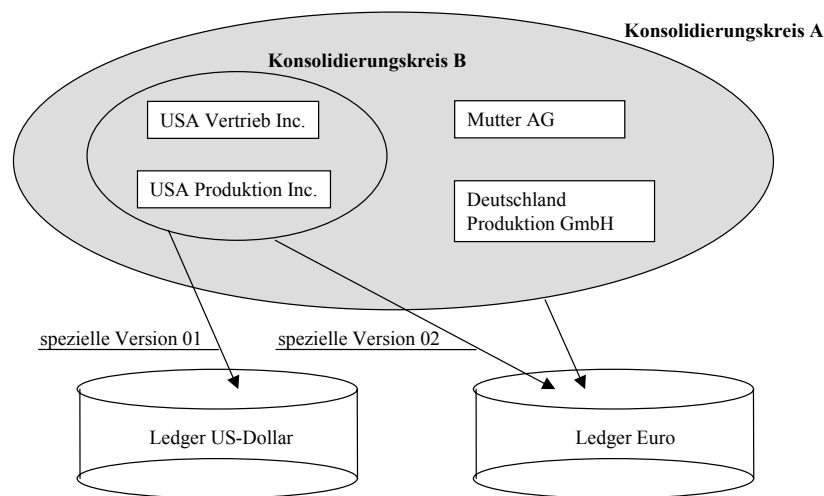 Konsolidierungskreis A
Konsolidierungskreis B
USA Vertrieb Inc.
Mutter AG
USA Produktion Inc.
Deutschland
Produktion GmbH
spezielle Version 01
spezielle Version 02
Ledger US-Dollar
Ledger Euro